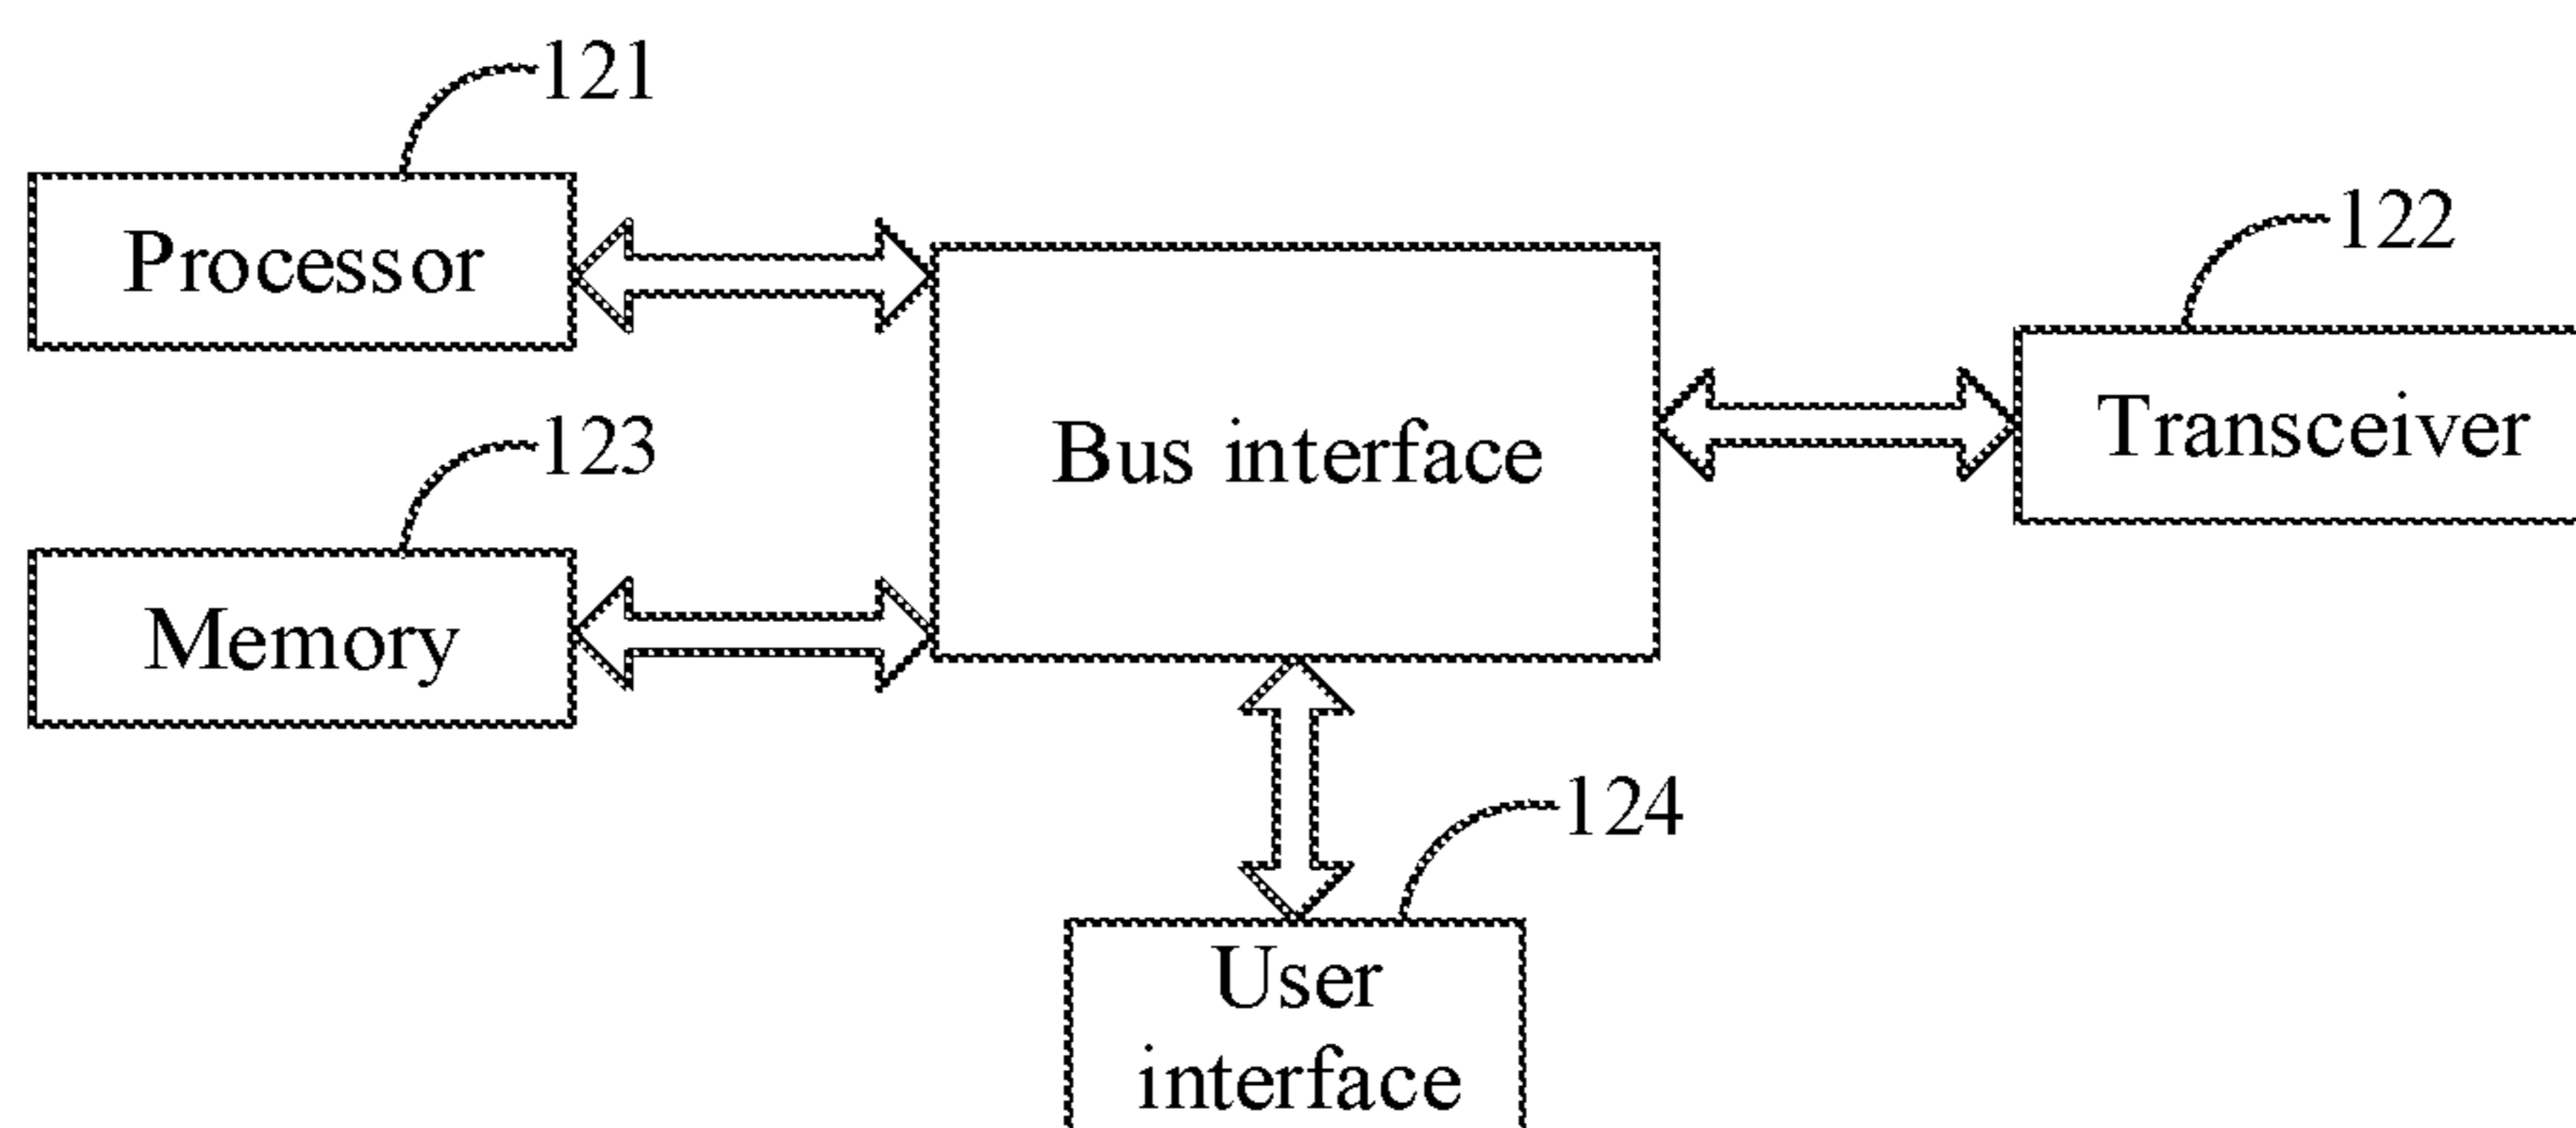 121
Processor
122
Transceiver
Bus interface
123
Memory
124
User
interface